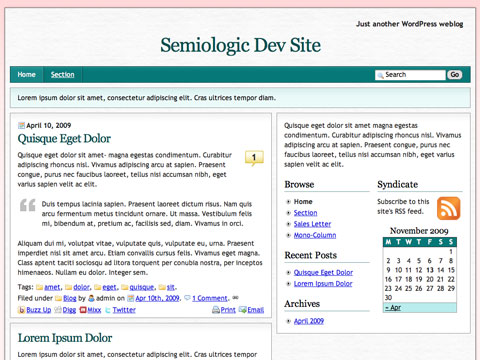 Just another WordPress weblog
Semiologic Dev Site
Home Section Search Go
Lorem ipsum dolor sit amet, consectetur adipiscing elit. Cras ultrices tempor diam.
April 10, 2009
Quisque Eget Dolor
1
Quisque eget dolor sit amet- magna egestas condimentum. Curabitur
adipiscing rhoncus nisl. Vivamus adipiscing arcu at sapien. Praesent
congue, purus nec faucibus laoreet, tellus nisi accumsan nibh, eget
varius sapien velit ac elit.
Duis tempus lacinia sapien. Praesent laoreet dictum risus. Nam quis
arcu fermentum metus tincidunt ornare. Ut massa. Vestibulum felis
mi, bibendum at, pretium ac, facilisis sed, diam. Vivamus in orci.
Aliquam dui mi, volutpat vitae, vulputate quis, vulputate eu, urna. Praesent
imperdiet nisi sit amet arcu. Etiam convallis cursus felis. Vivamus eget magna.
Class aptent taciti sociosqu ad litora torquent per conubia nostra, per inceptos
himenaeos. Nullam eu dolor. Integer sem.
Tags: amet, dolor, eget, quisque, sit.
Filed under Blog by admin on Apr 10th, 2009. 1 Comment.
Buzz Up Digg Mixx Twitter Print Email
Lorem Ipsum Dolor
Lorem ipsum dolor sit amet, consectetur adipiscing elit. Cras ultrices
Quisque eget dolor sit amet magna egestas condimentum. Curabitur
adipiscing rhoncus nisl. Vivamus adipiscing arcu at sapien.
Praesent congue, purus nec faucibus laoreet, tellus nisi accumsan
nibh, eget varius sapien velit ac elit.
Browse
Home
Section
Sales Letter
Mono-Column
Recent Posts
Quisque Eget Dolor
Lorem Ipsum Dolor
Archives
April 2009
Syndicate
Subscribe to this
site's RSS feed.
November 2009
M T W T F S S
1
2 3 4 5 6 7 8
9 10 11 12 13 14 15
16 17 18 19 20 21 22
23 24 25 26 27 28 29
30
« Apr